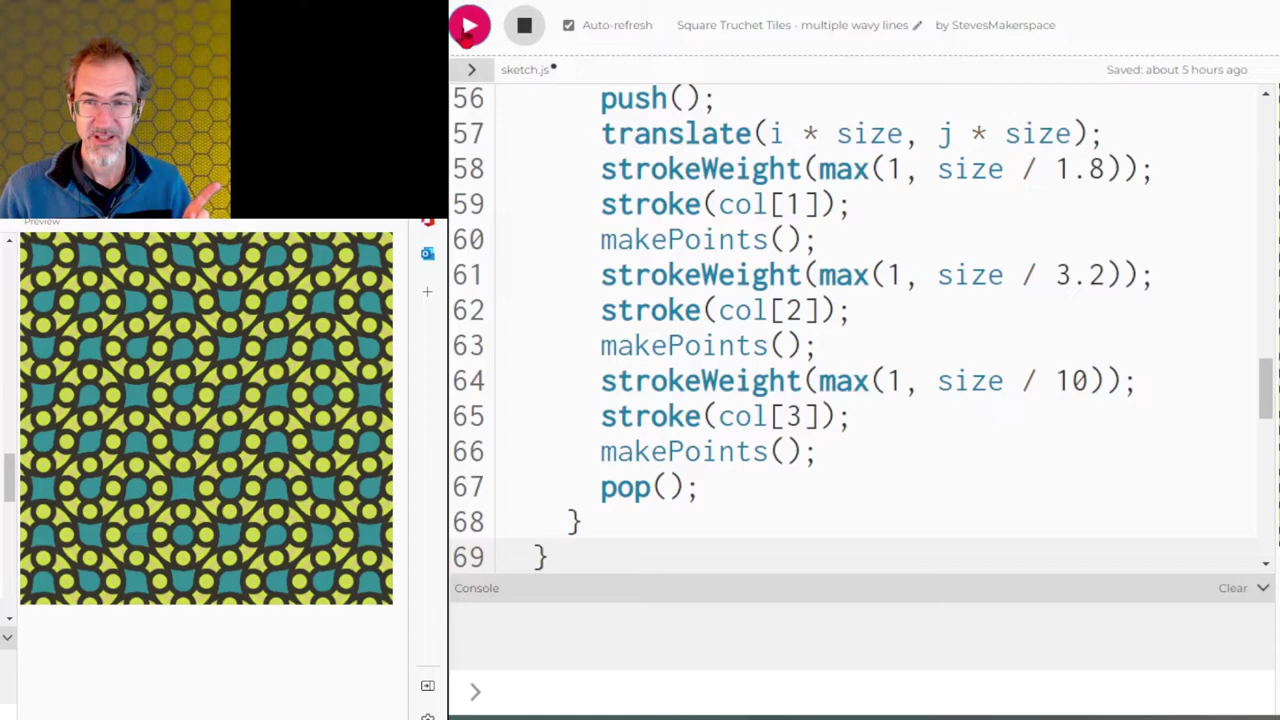 Auto-refresh
Square Truchet Tiles - multiple wavy lines
by StevesMakerspace
sketch.js
Saved: about 5 hours ago
Preview
56 push();
57 translate(i * size, j * size);
58 strokeWeight(max(1, size / 1.8));
59 stroke(col[1]);
60 makePoints();
61 strokeWeight(max(1, size / 3.2));
62 stroke(col[2]);
63 makePoints();
64 strokeWeight(max(1, size / 10));
65 stroke(col[3]);
66 makePoints();
67 pop();
68 }
69 }
Console
Clear